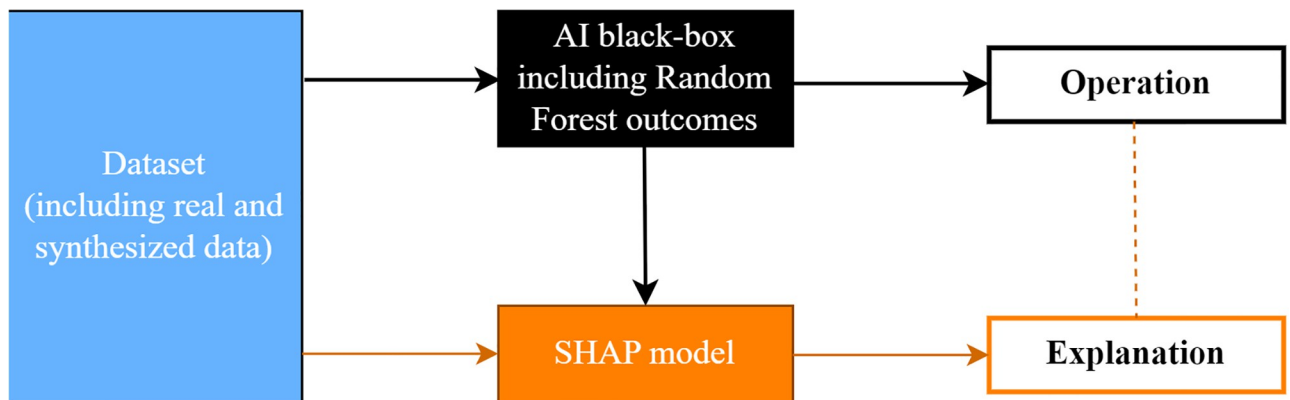 Dataset
(including real and
synthesized data)
AI black-box
including Random
Forest outcomes
Operation
SHAP model
Explanation